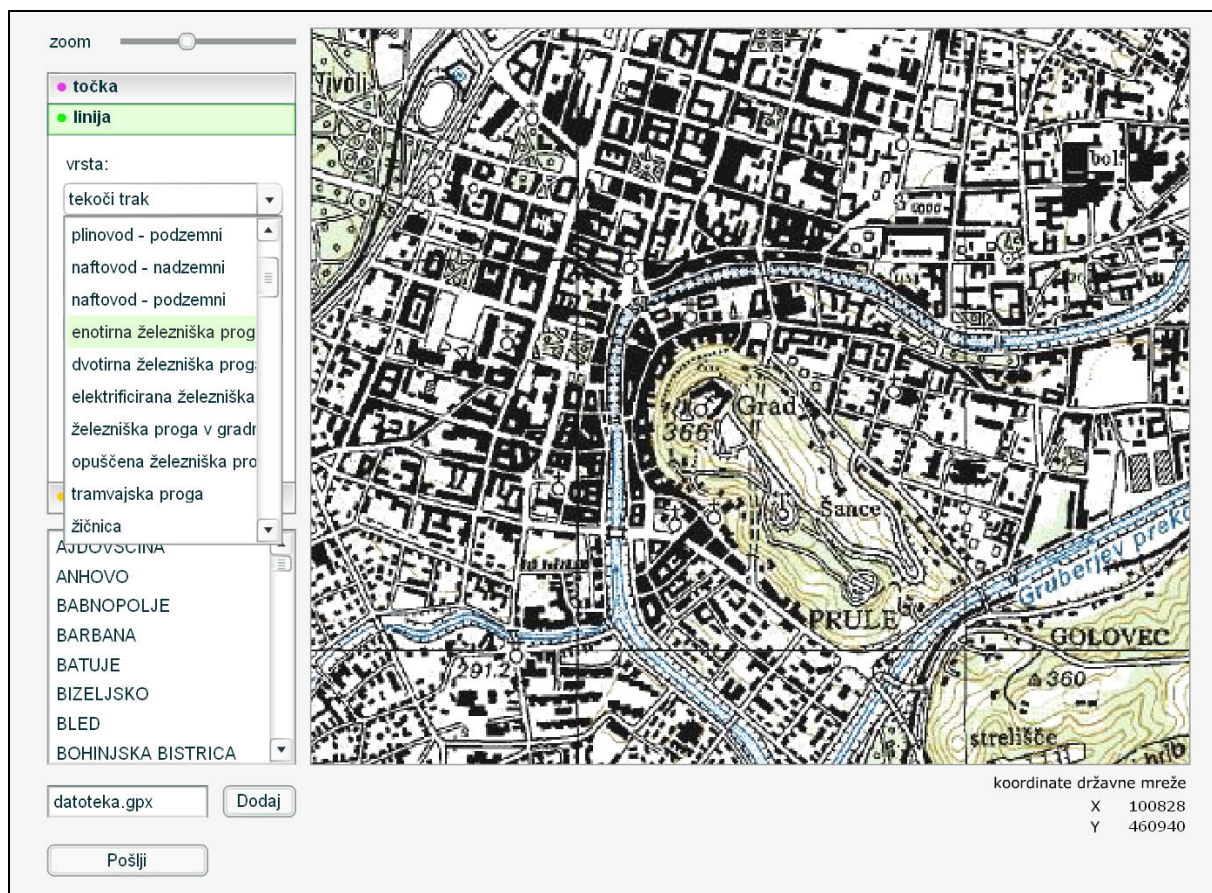 zoom
točka
linija
vrsta:
tekoči trak
plinovod - podzemni
naftovod - nadzemni
naftovod - podzemni
enotirna železniška prog
dvotirna železniška prog
elektrificirana železniška
železniška proga v gradn
opuščena železniška pro
tramvajska proga
žičnica
AJDOVŠČINA
ANHOVO
BABNOPOLJE
BARBANA
BATUJE
BIZELJSKO
BLED
BOHINJSKA BISTRICA
datoteka.gpx
Dodaj
Pošlji
Tivoli
bol.
Grad
366
Šance
PRULE
Gruberjev preko
GOLOVEC
360
291.2
strelišče
koordinate državne mreže
X 100828
Y 460940